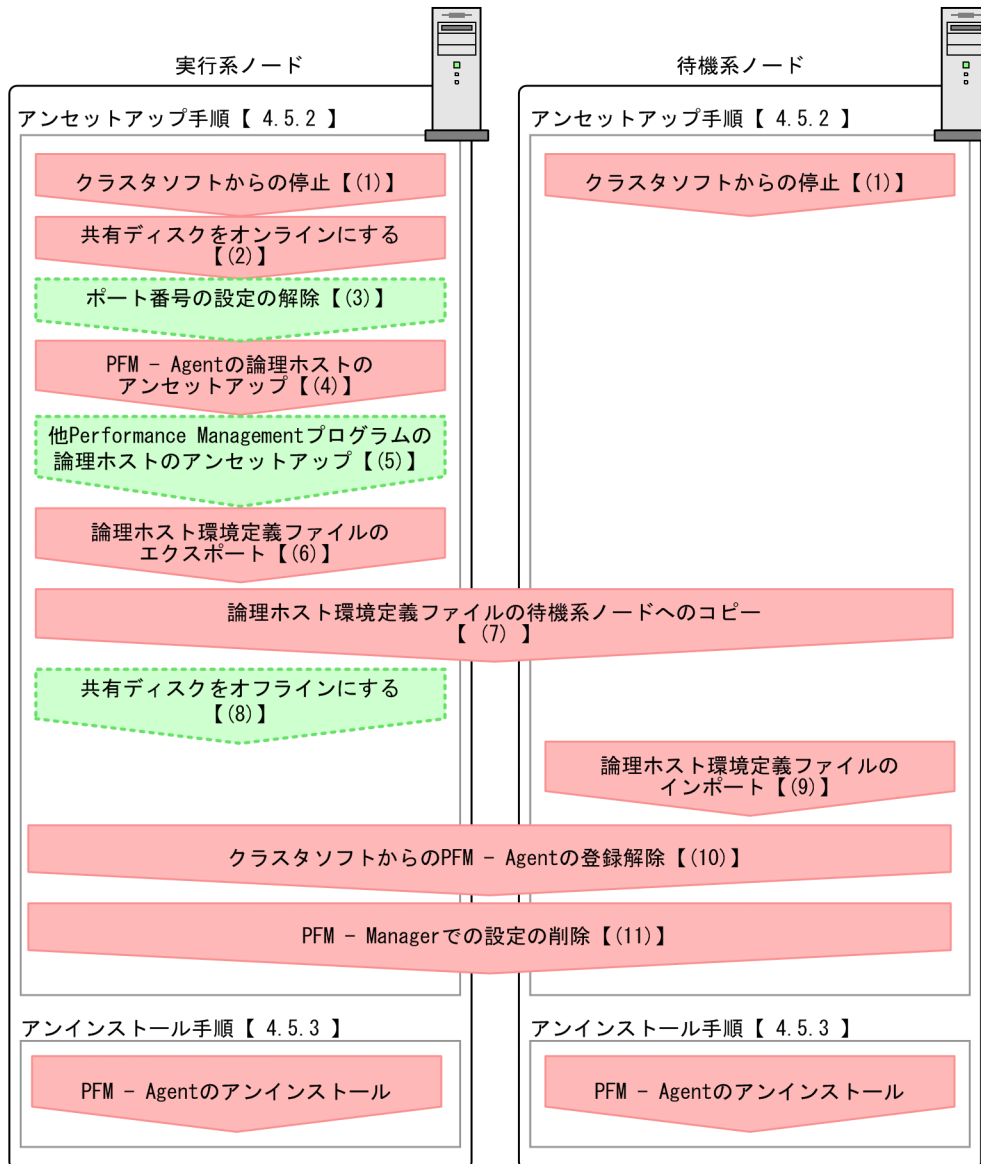 実行系ノード
待機系ノード
アンセットアップ手順【 4.5.2 】
アンセットアップ手順【 4.5.2 】
クラスタソフトからの停止【(1)】
クラスタソフトからの停止【(1)】
共有ディスクをオンラインにする
【(2)】
ポート番号の設定の解除【(3)】
PFM - Agentの論理ホストの
アンセットアップ【(4)】
他Performance Managementプログラムの
論理ホストのアンセットアップ【(5)】
論理ホスト環境定義ファイルの
エクスポート【(6)】
論理ホスト環境定義ファイルの待機系ノードへのコピー
【 (7) 】
共有ディスクをオフラインにする
【(8)】
論理ホスト環境定義ファイルの
インポート【(9)】
クラスタソフトからのPFM - Agentの登録解除【(10)】
PFM - Managerでの設定の削除【(11)】
アンインストール手順【 4.5.3 】
アンインストール手順【 4.5.3 】
PFM - Agentのアンインストール
PFM - Agentのアンインストール